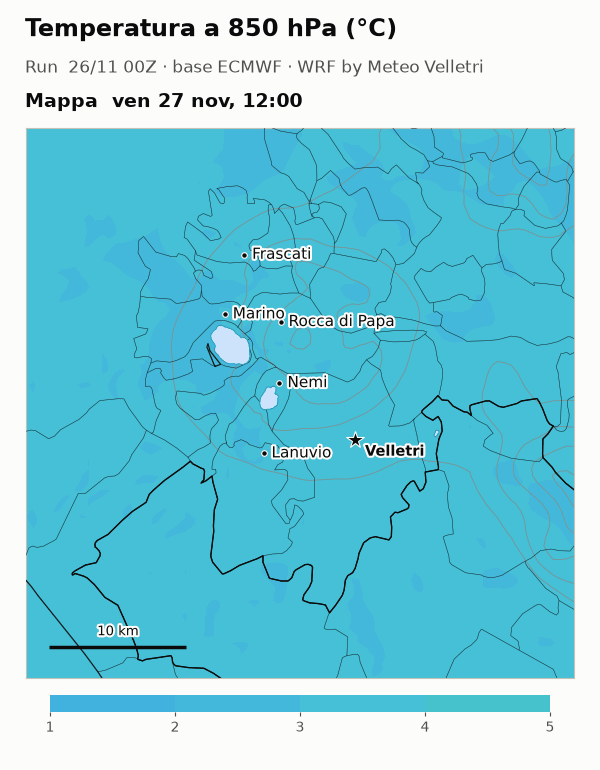 Temperatura a 850 hPa (°C)
Run  26/11 00Z · base ECMWF · WRF by Meteo Velletri
Mappa  ven 27 nov, 12:00
Frascati
Marino
Rocca di Papa
Nemi
Velletri
Lanuvio
10 km
1 2 3 4 5